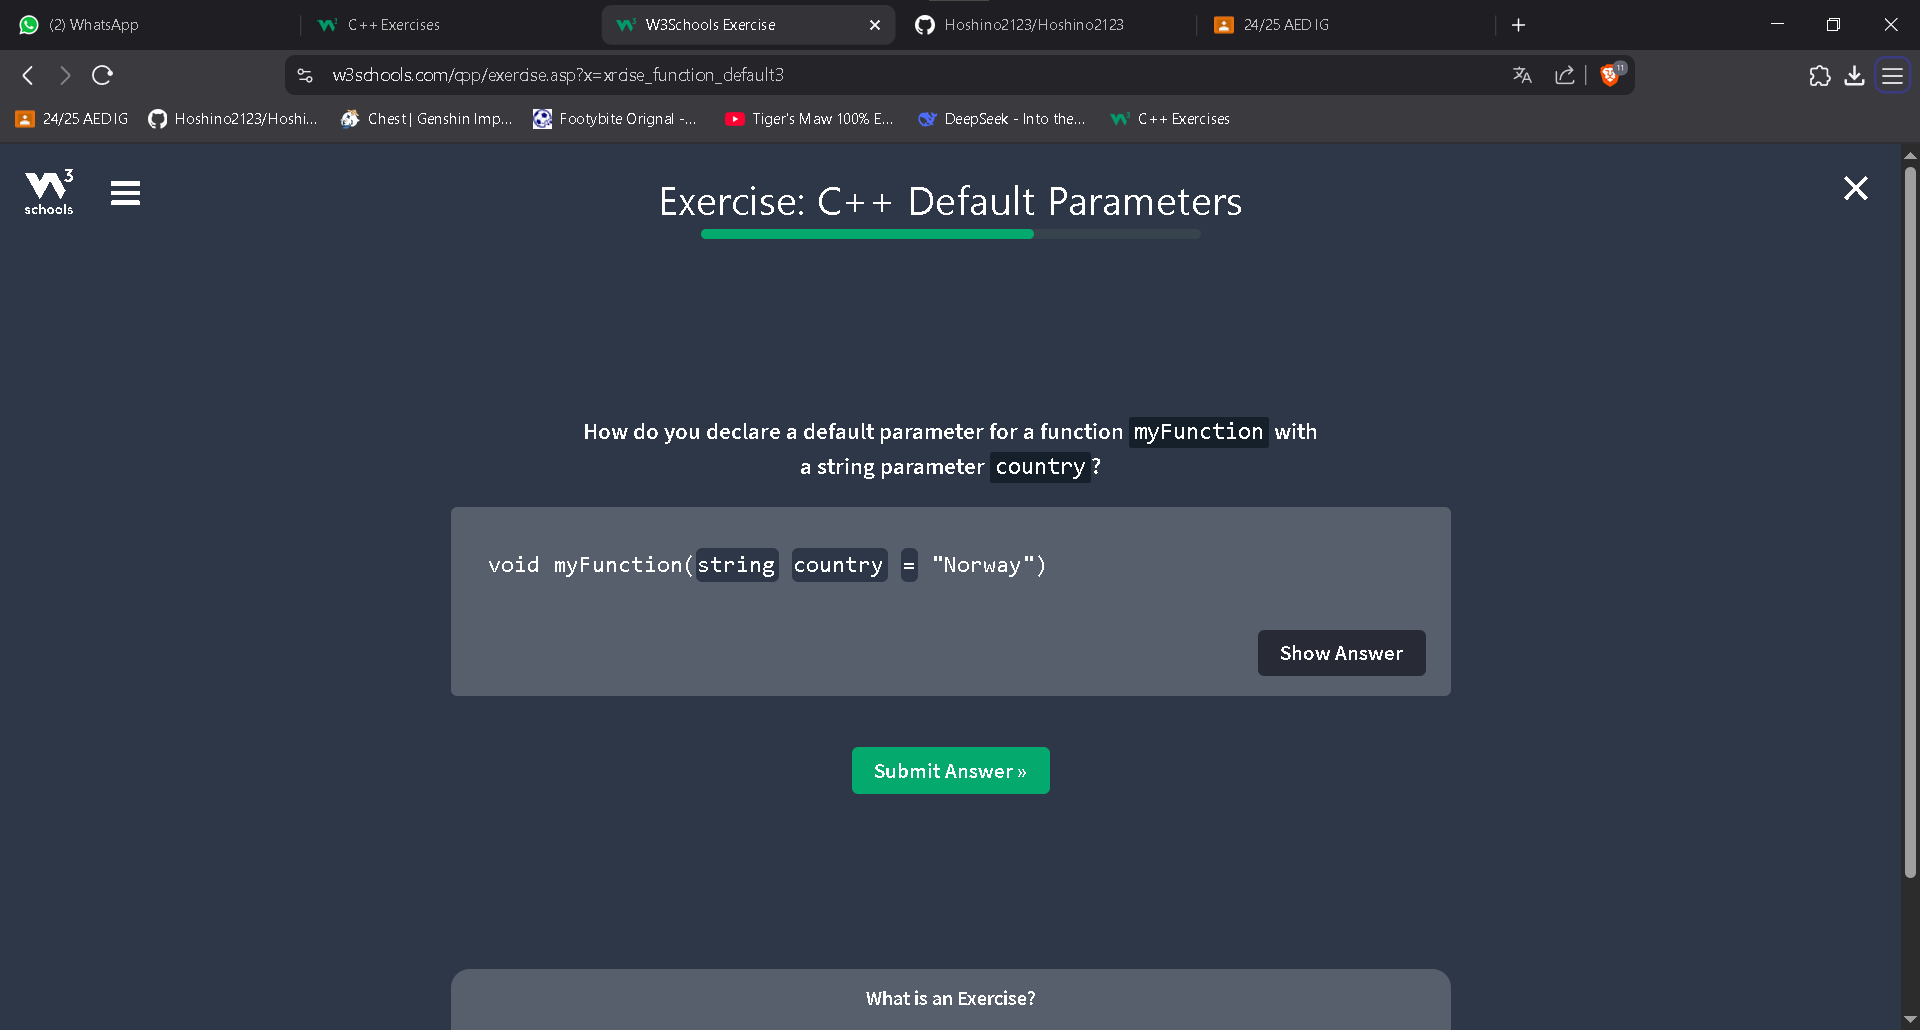 (2) WhatsApp
C++ Exercises
W3Schools Exercise
Hoshino2123/Hoshino2123
24/25 AED IG
w3schools.com/cpp/exercise.asp?x=xrcise_function_default3
11
24/25 AED IG
Hoshino2123/Hoshi...
Chest | Genshin Imp...
Footybite Orignal -...
Tiger's Maw 100% E...
DeepSeek - Into the...
C++ Exercises
W3 schools
Exercise: C++ Default Parameters
How do you declare a default parameter for a function myFunction with
a string parameter country?
void myFunction(string country = "Norway")
Show Answer
Submit Answer »
What is an Exercise?